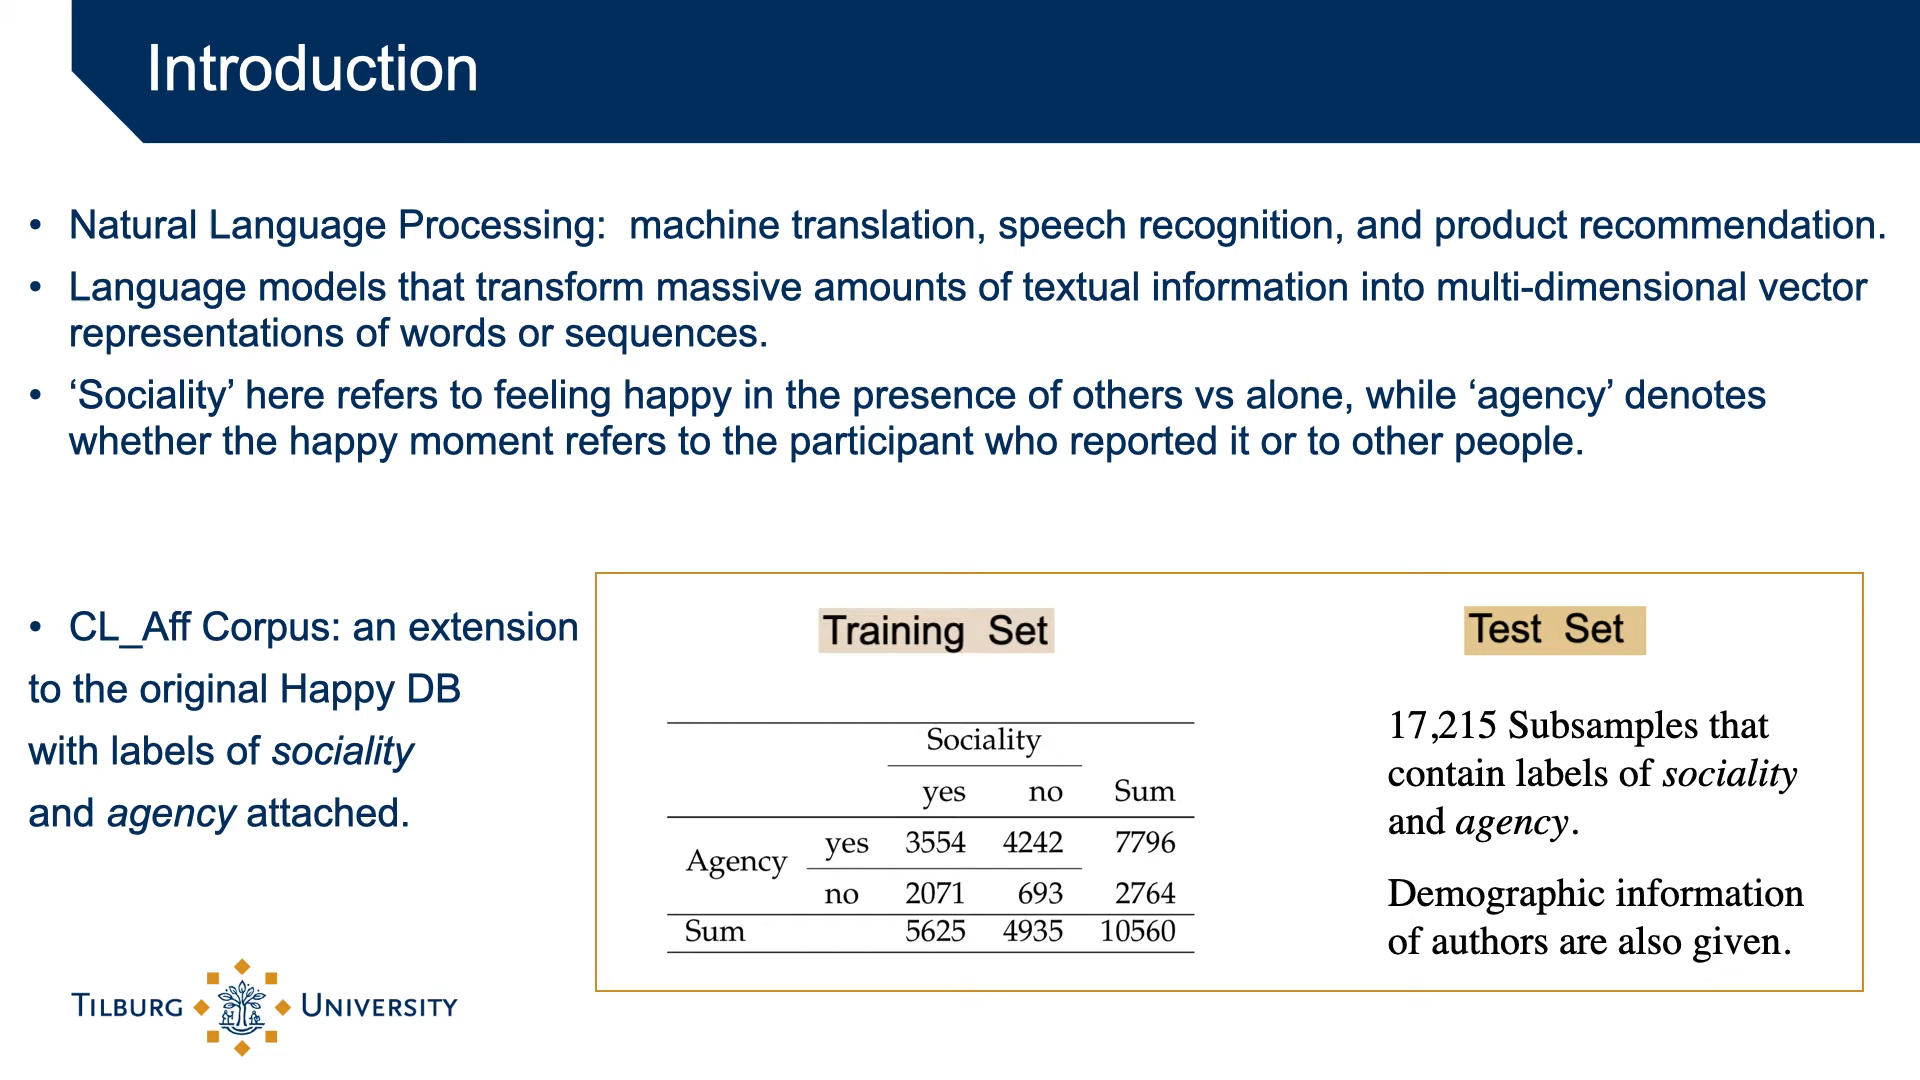 Introduction
• Natural Language Processing:  machine translation, speech recognition, and product recommendation.
• Language models that transform massive amounts of textual information into multi-dimensional vector
representations of words or sequences.
• ‘Sociality’ here refers to feeling happy in the presence of others vs alone, while ‘agency’ denotes
whether the happy moment refers to the participant who reported it or to other people.
• CL_Aff Corpus: an extension
to the original Happy DB
with labels of sociality
and agency attached.
Training  Set
Sociality
yes no Sum
Agency yes 3554 4242 7796
no 2071 693 2764
Sum 5625 4935 10560
Test  Set
17,215 Subsamples that
contain labels of sociality
and agency.
Demographic information
of authors are also given.
TILBURG UNIVERSITY